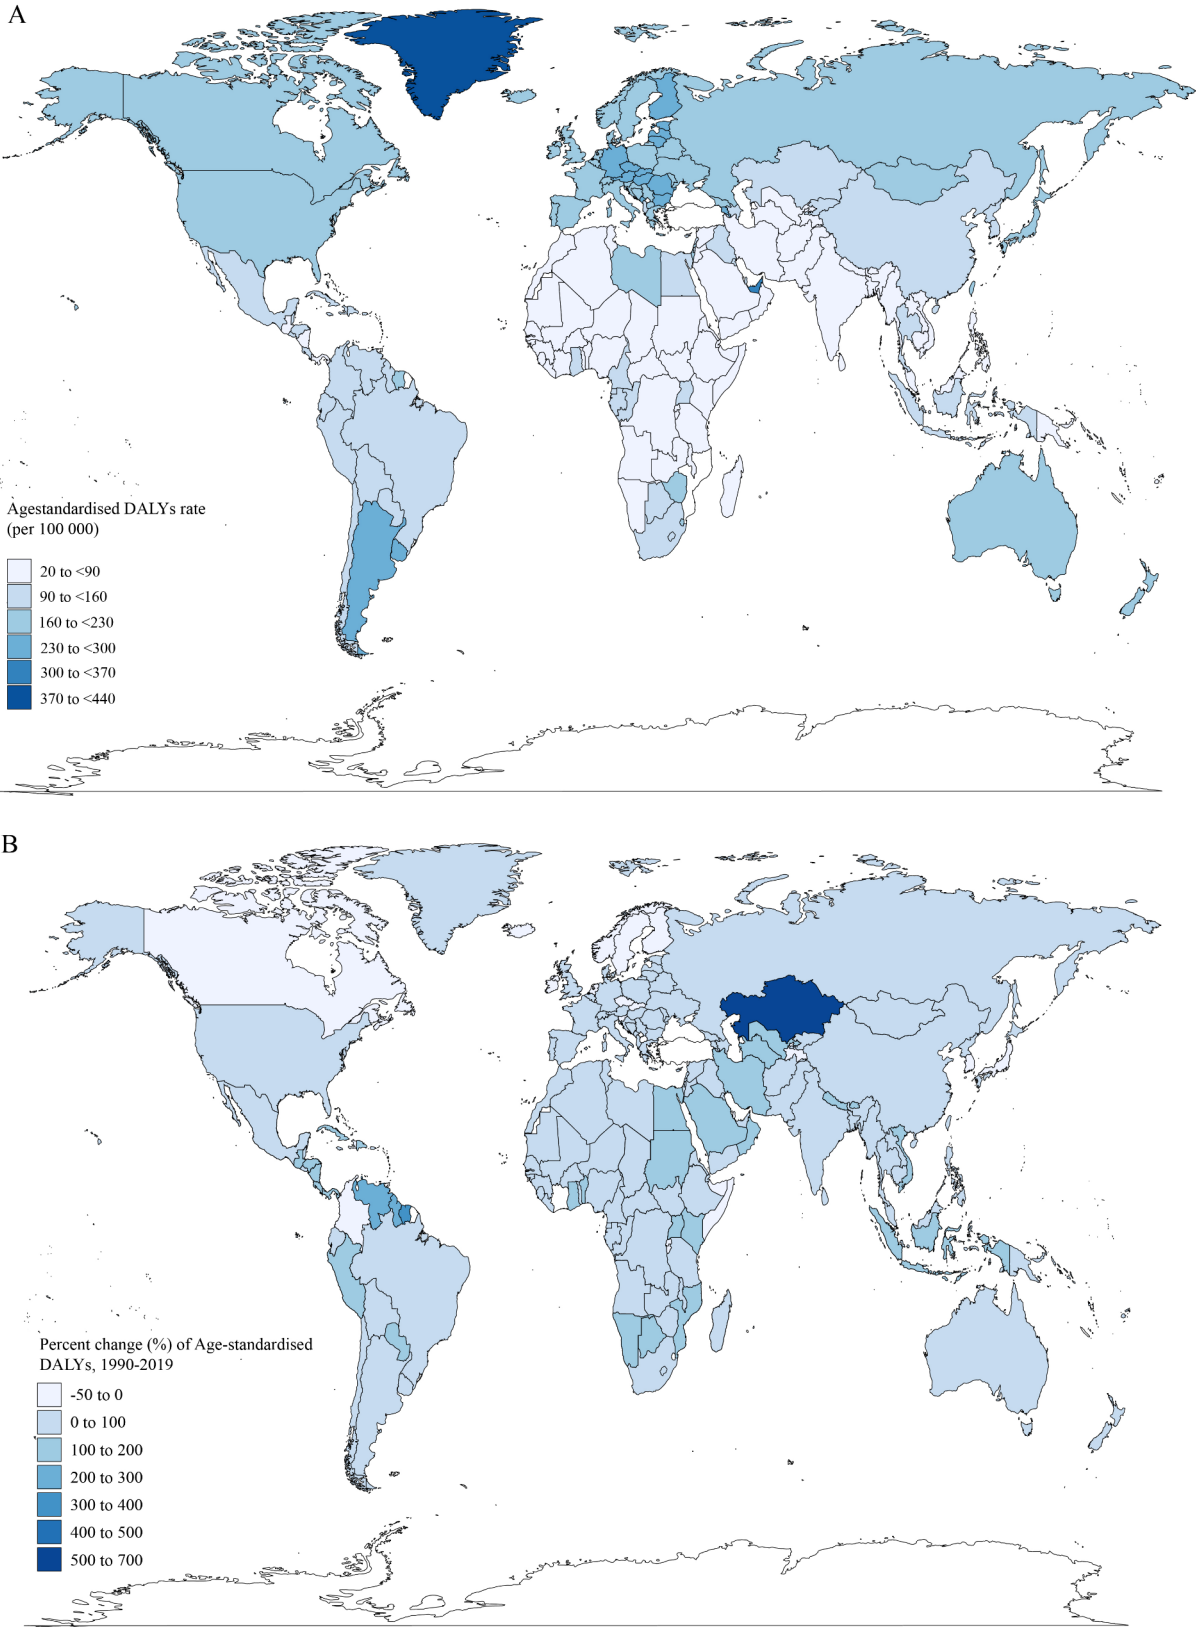 A
Agestandardised DALYs rate
(per 100 000)
20 to <90
90 to <160
160 to <230
230 to <300
300 to <370
370 to <440
B
Percent change (%) of Age-standardised
DALYs, 1990-2019
-50 to 0
0 to 100
100 to 200
200 to 300
300 to 400
400 to 500
500 to 700